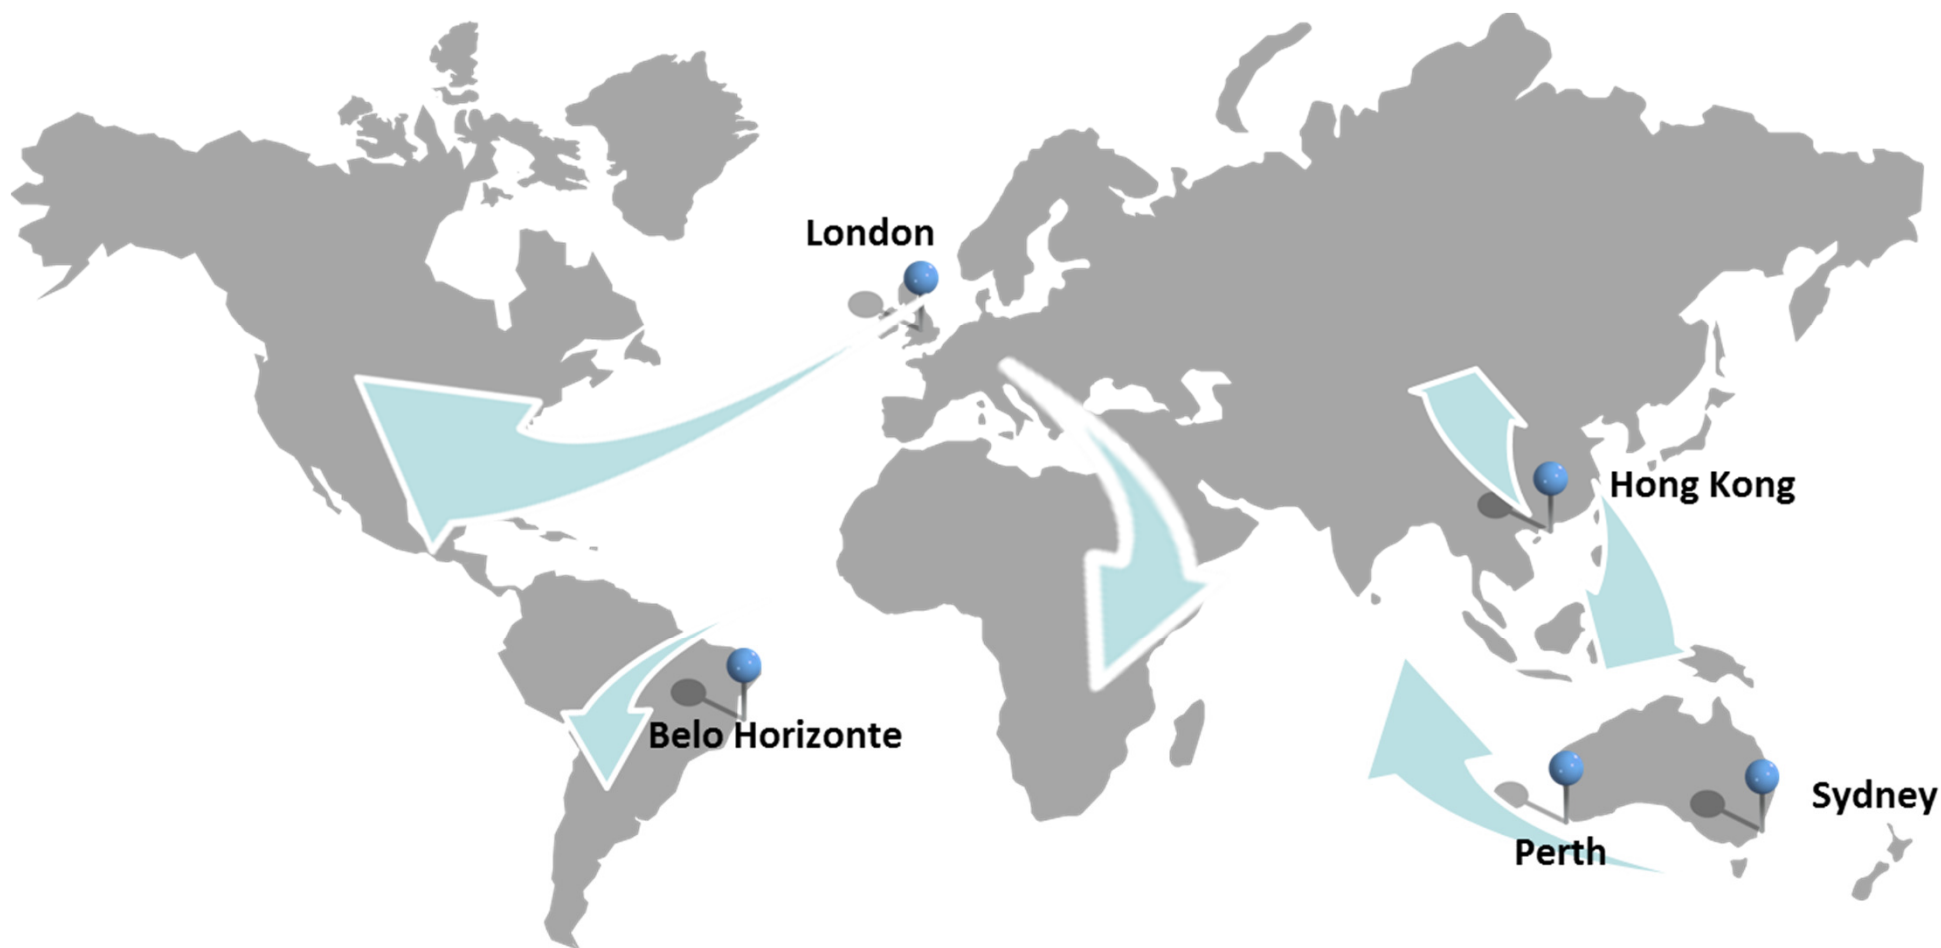 London
Hong Kong
Belo Horizonte
Sydney
Perth